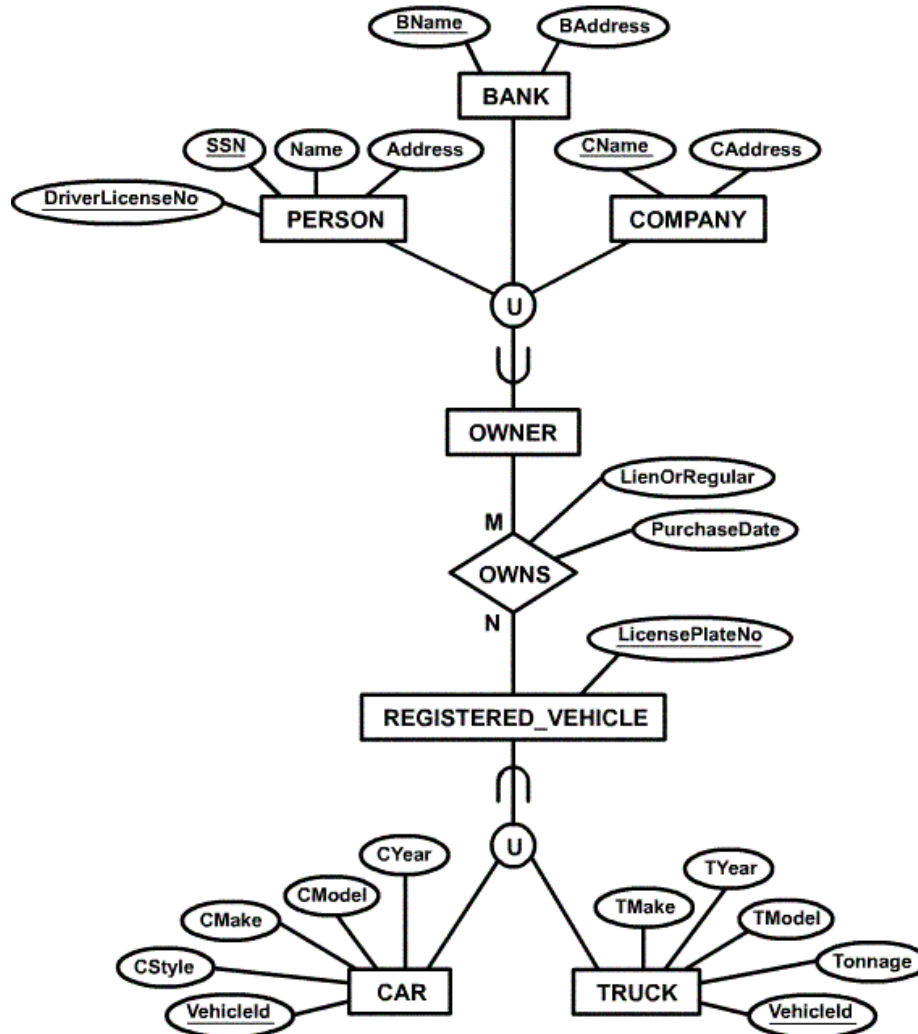 BName
BAddress
BANK
SSN
Name
Address
CName
CAddress
DriverLicenseNo
PERSON
COMPANY
U
OWNER
LienOrRegular
M
PurchaseDate
OWNS
N
LicensePlateNo
REGISTERED_VEHICLE
U
CYear
TYear
CModel
TMake
CMake
TModel
CStyle
Tonnage
CAR
TRUCK
VehicleId
VehicleId